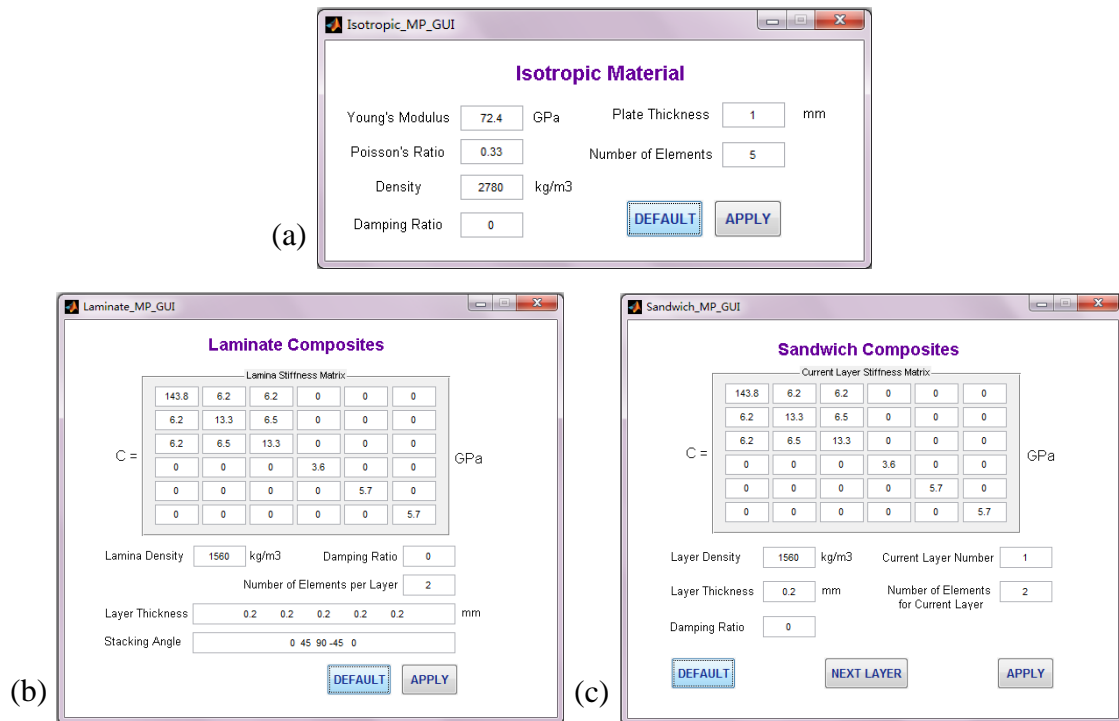 Isotropic_MP_GUI
Isotropic Material
Young's Modulus 72.4 GPa Plate Thickness 1 mm
Poisson's Ratio 0.33 Number of Elements 5
Density 2780 kg/m3
Damping Ratio 0 DEFAULT APPLY
(a)
Laminate_MP_GUI
Laminate Composites
Lamina Stiffness Matrix
143.8 6.2 6.2 0 0 0
6.2 13.3 6.5 0 0 0
6.2 6.5 13.3 0 0 0
C = 0 0 0 3.6 0 0 GPa
0 0 0 0 5.7 0
0 0 0 0 0 5.7
Lamina Density 1560 kg/m3 Damping Ratio 0
Number of Elements per Layer 2
Layer Thickness 0.2 0.2 0.2 0.2 0.2 mm
Stacking Angle 0 45 90 -45 0
DEFAULT APPLY
(b)
Sandwich_MP_GUI
Sandwich Composites
Current Layer Stiffness Matrix
143.8 6.2 6.2 0 0 0
6.2 13.3 6.5 0 0 0
6.2 6.5 13.3 0 0 0
C = 0 0 0 3.6 0 0 GPa
0 0 0 0 5.7 0
0 0 0 0 0 5.7
Layer Density 1560 kg/m3 Current Layer Number 1
Layer Thickness 0.2 mm Number of Elements 2
for Current Layer
Damping Ratio 0
DEFAULT NEXT LAYER APPLY
(c)